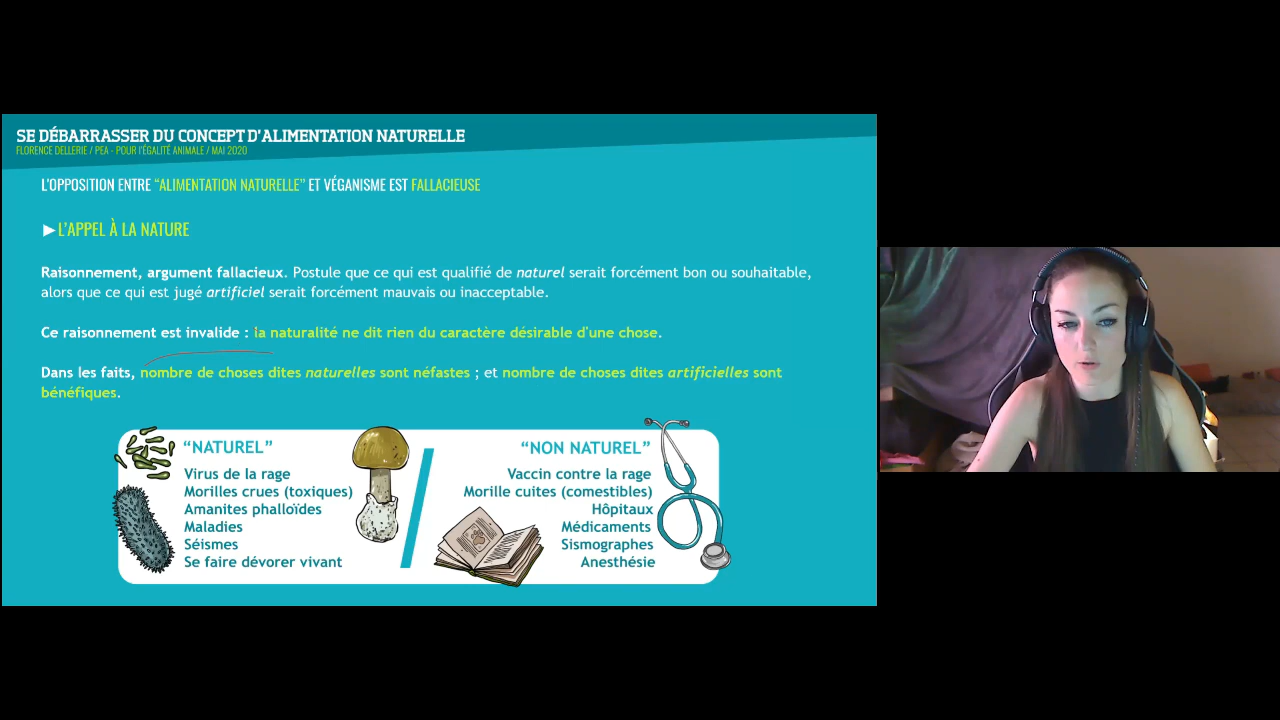 SE DÉBARRASSER DU CONCEPT D'ALIMENTATION NATURELLE
FLORENCE DELLERIE / PEA - POUR L'ÉGALITÉ ANIMALE / MAI 2020
L'OPPOSITION ENTRE "ALIMENTATION NATURELLE" ET VÉGANISME EST FALLACIEUSE
►L'APPEL À LA NATURE
Raisonnement, argument fallacieux. Postule que ce qui est qualifié de naturel serait forcément bon ou souhaitable,
alors que ce qui est jugé artificiel serait forcément mauvais ou inacceptable.
Ce raisonnement est invalide : la naturalité ne dit rien du caractère désirable d'une chose.
Dans les faits, nombre de choses dites naturelles sont néfastes ; et nombre de choses dites artificielles sont
bénéfiques.
"NATUREL"
Virus de la rage
Morilles crues (toxiques)
Amanites phalloïdes
Maladies
Séismes
Se faire dévorer vivant
"NON NATUREL"
Vaccin contre la rage
Morille cuites (comestibles)
Hôpitaux
Médicaments
Sismographes
Anesthésie